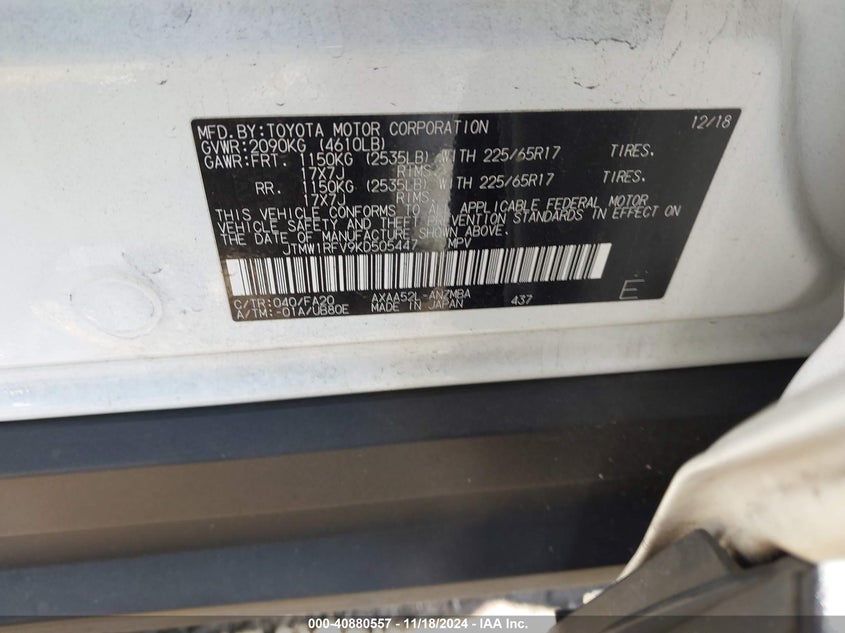 MFD.BY:TOYOTA MOTOR CORPORATION 12/18
GVWR:2090KG (4610LB)
GAWR:FRT. 1150KG (2535LB) WITH 225/65R17 TIRES.
17X7J RIMS.
RR. 1150KG (2535LB) WITH 225/65R17 TIRES.
17X7J RIMS.
THIS VEHICLE CONFORMS TO ALL APPLICABLE FEDERAL MOTOR
VEHICLE SAFETY AND THEFT PREVENTION STANDARDS IN EFFECT ON
THE DATE OF MANUFACTURE SHOWN ABOVE.
JTMW1RFV9KD505447 MPV
C/TR:040/FA20 AXAA52L-ANZMBA 437 E
A/TM:-01A/UB80E MADE IN JAPAN
000-40880557 - 11/18/2024 - IAA Inc.